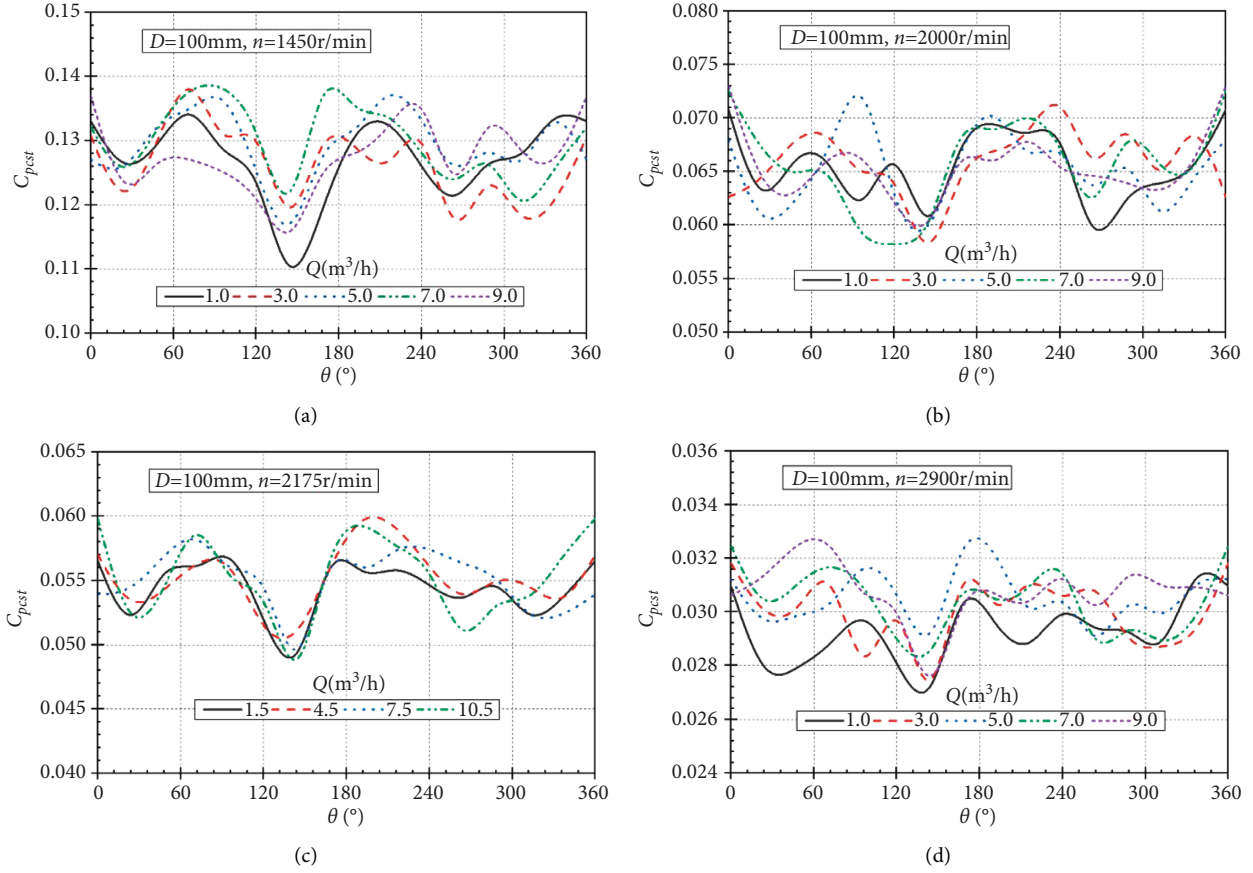 D=100mm, n=1450r/min
0.15
0.14
0.13
0.12
0.11
0.10
C_pcst
Q(m³/h)
1.0 3.0 5.0 7.0 9.0
0 60 120 180 240 300 360
θ (°)
(a)
D=100mm, n=2000r/min
0.080
0.075
0.070
0.065
0.060
0.055
0.050
C_pcst
Q(m³/h)
1.0 3.0 5.0 7.0 9.0
0 60 120 180 240 300 360
θ (°)
(b)
D=100mm, n=2175r/min
0.065
0.060
0.055
0.050
0.045
0.040
C_pcst
Q(m³/h)
1.5 4.5 7.5 10.5
0 60 120 180 240 300 360
θ (°)
(c)
D=100mm, n=2900r/min
0.036
0.034
0.032
0.030
0.028
0.026
0.024
C_pcst
Q(m³/h)
1.0 3.0 5.0 7.0 9.0
0 60 120 180 240 300 360
θ (°)
(d)